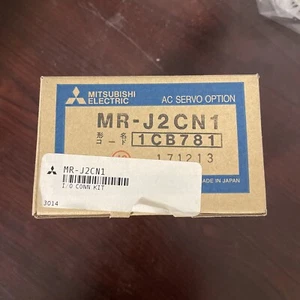 MITSUBISHI
ELECTRIC
AC SERVO OPTION
MR-J2CN1
形名
コード
1CB781
171213
MADE IN JAPAN
MR-J2CN1
I/O CONN KIT
3014